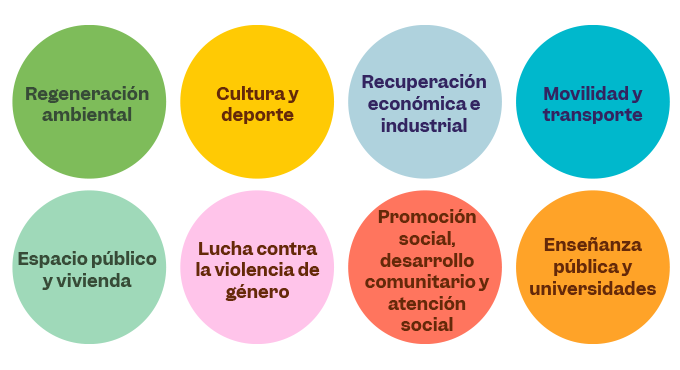 Regeneración
ambiental
Cultura y
deporte
Recuperación
económica e
industrial
Movilidad y
transporte
Espacio público
y vivienda
Lucha contra
la violencia de
género
Promoción
social,
desarrollo
comunitario y
atención
social
Enseñanza
pública y
universidades